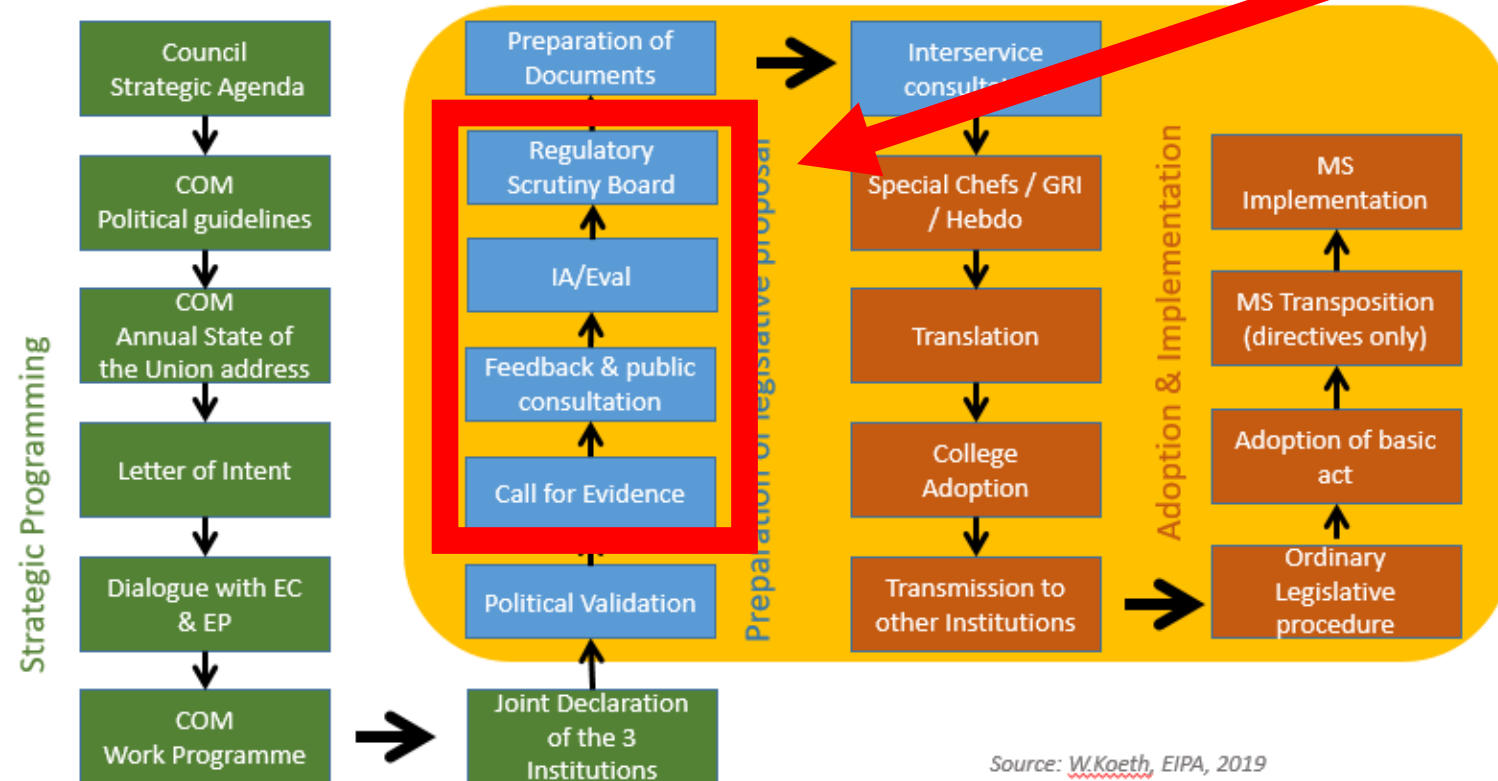 Strategic Programming
Council
Strategic Agenda
COM
Political guidelines
COM
Annual State of
the Union address
Letter of Intent
Dialogue with EC
& EP
COM
Work Programme
Joint Declaration
of the 3
Institutions
Political Validation
Call for Evidence
Feedback & public
consultation
IA/Eval
Regulatory
Scrutiny Board
Preparation of
Documents
Preparation of legislative proposal
Interservice
Special Chefs / GRI
/ Hebdo
Translation
College
Adoption
Transmission to
other Institutions
Adoption & Implementation
Ordinary
Legislative
procedure
Adoption of basic
act
MS Transposition
(directives only)
MS
Implementation
Source: W.Koeth, EIPA, 2019